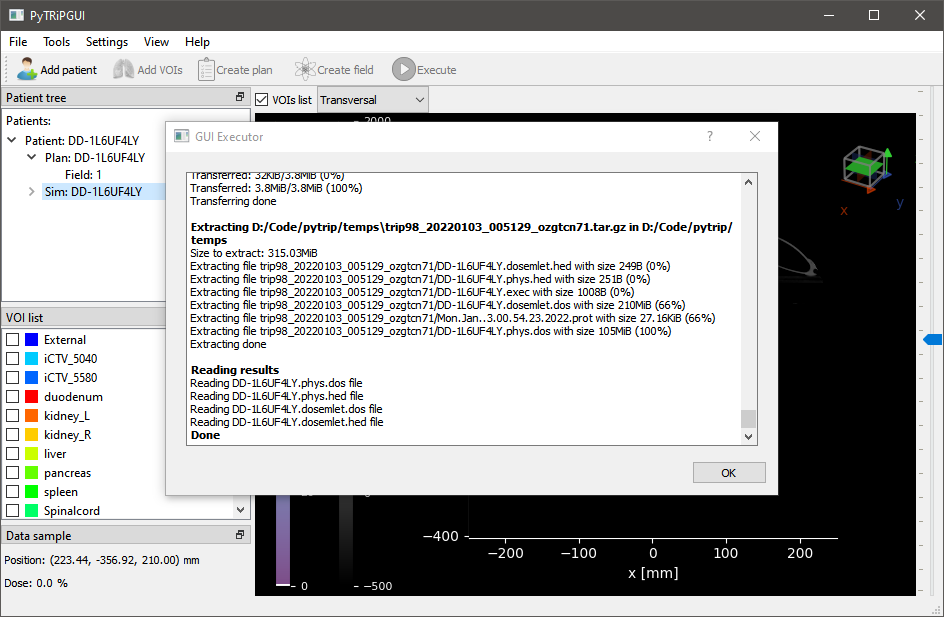 PyTRiPGUI
File Tools Settings View Help
Add patient Add VOIs Create plan Create field Execute
Patient tree
VOIs list Transversal
Patients:
Patient: DD-1L6UF4LY
Plan: DD-1L6UF4LY
Field: 1
Sim: DD-1L6UF4LY
2000
x
y
GUI Executor
?
Transferred: 32KiB/3.8MiB (0%)
Transferred: 3.8MiB/3.8MiB (100%)
Transferring done
Extracting D:/Code/pytrip/temps\trip98_20220103_005129_ozgtcn71.tar.gz in D:/Code/pytrip/
temps
Size to extract: 315.03MiB
Extracting file trip98_20220103_005129_ozgtcn71/DD-1L6UF4LY.dosemlet.hed with size 249B (0%)
Extracting file trip98_20220103_005129_ozgtcn71/DD-1L6UF4LY.phys.hed with size 251B (0%)
Extracting file trip98_20220103_005129_ozgtcn71/DD-1L6UF4LY.exec with size 1008B (0%)
Extracting file trip98_20220103_005129_ozgtcn71/DD-1L6UF4LY.dosemlet.dos with size 210MiB (66%)
Extracting file trip98_20220103_005129_ozgtcn71/Mon.Jan..3.00.54.23.2022.prot with size 27.16KiB (66%)
Extracting file trip98_20220103_005129_ozgtcn71/DD-1L6UF4LY.phys.dos with size 105MiB (100%)
Extracting done
Reading results
Reading DD-1L6UF4LY.phys.dos file
Reading DD-1L6UF4LY.phys.hed file
Reading DD-1L6UF4LY.dosemlet.dos file
Reading DD-1L6UF4LY.dosemlet.hed file
Done
OK
VOI list
External
iCTV_5040
iCTV_5580
duodenum
kidney_L
kidney_R
liver
pancreas
spleen
Spinalcord
Data sample
Position: (223.44, -356.92, 210.00) mm
Dose: 0.0 %
0
−500
−400
−200 −100 0 100 200
x [mm]